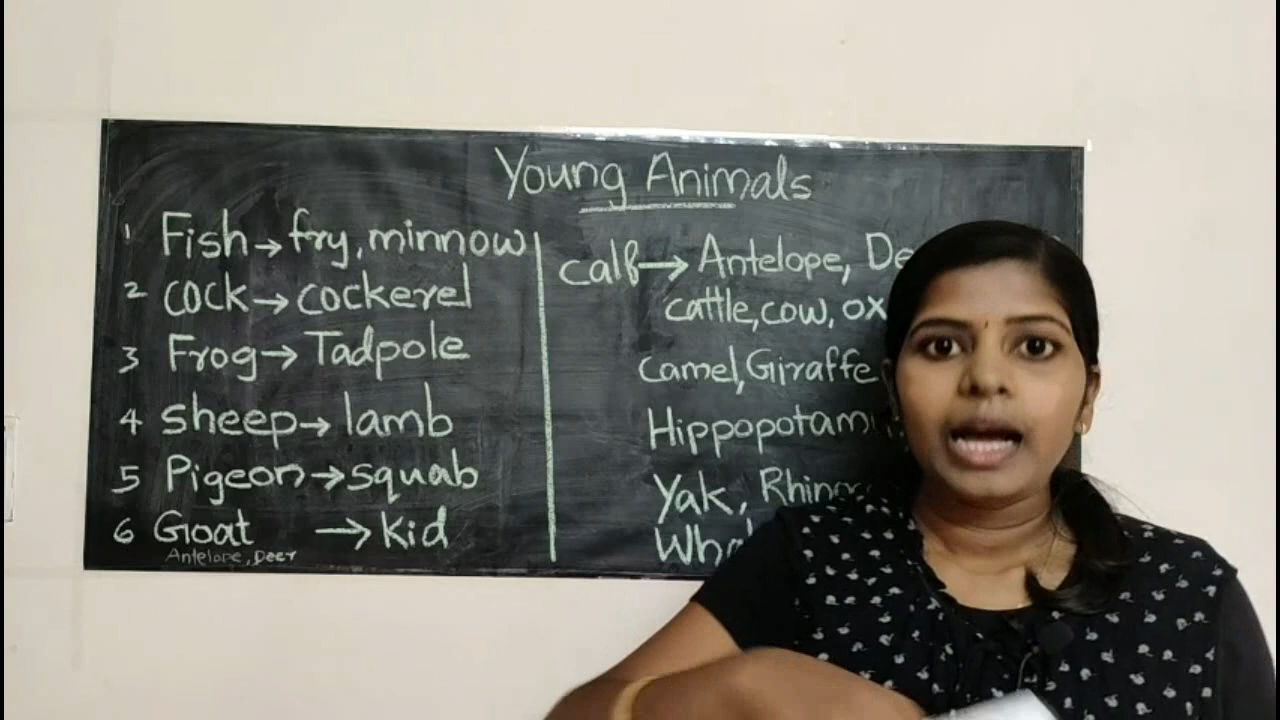 Young Animals
1 Fish → fry, minnow
2 cock → cockerel
3 Frog → Tadpole
4 sheep → lamb
5 Pigeon → squab
6 Goat → kid
Antelope, Deer
calf → Antelope,
cattle, cow, ox
camel, Giraffe
Yak,